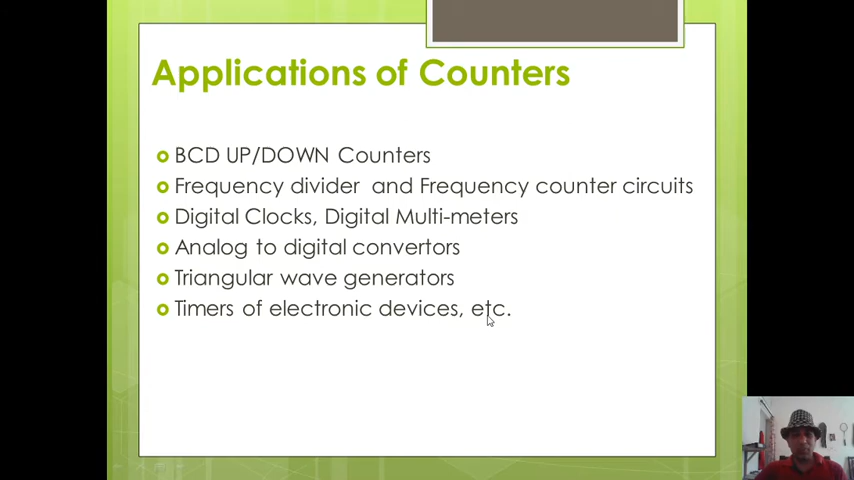 Applications of Counters
BCD UP/DOWN Counters
Frequency divider and Frequency counter circuits
Digital Clocks, Digital Multi-meters
Analog to digital convertors
Triangular wave generators
Timers of electronic devices, etc.